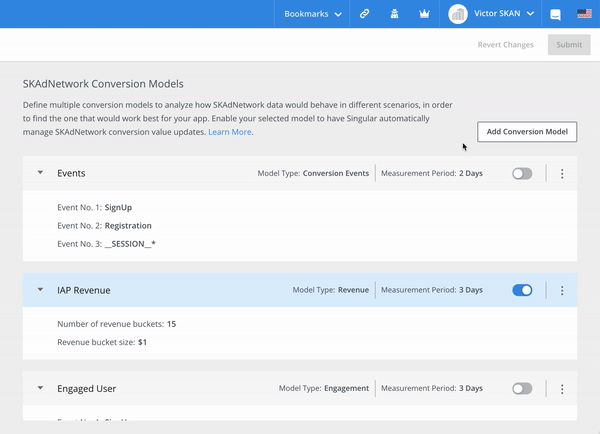 Bookmarks Victor SKAN
Revert Changes Submit
SKAdNetwork Conversion Models
Define multiple conversion models to analyze how SKAdNetwork data would behave in different scenarios, in order
to find the one that would work best for your app. Enable your selected model to have Singular automatically
manage SKAdNetwork conversion value updates. Learn More.
Add Conversion Model
Events Model Type: Conversion Events Measurement Period: 2 Days
Event No. 1: SignUp
Event No. 2: Registration
Event No. 3: __SESSION__*
IAP Revenue Model Type: Revenue Measurement Period: 3 Days
Number of revenue buckets: 15
Revenue bucket size: $1
Engaged User Model Type: Engagement Measurement Period: 3 Days